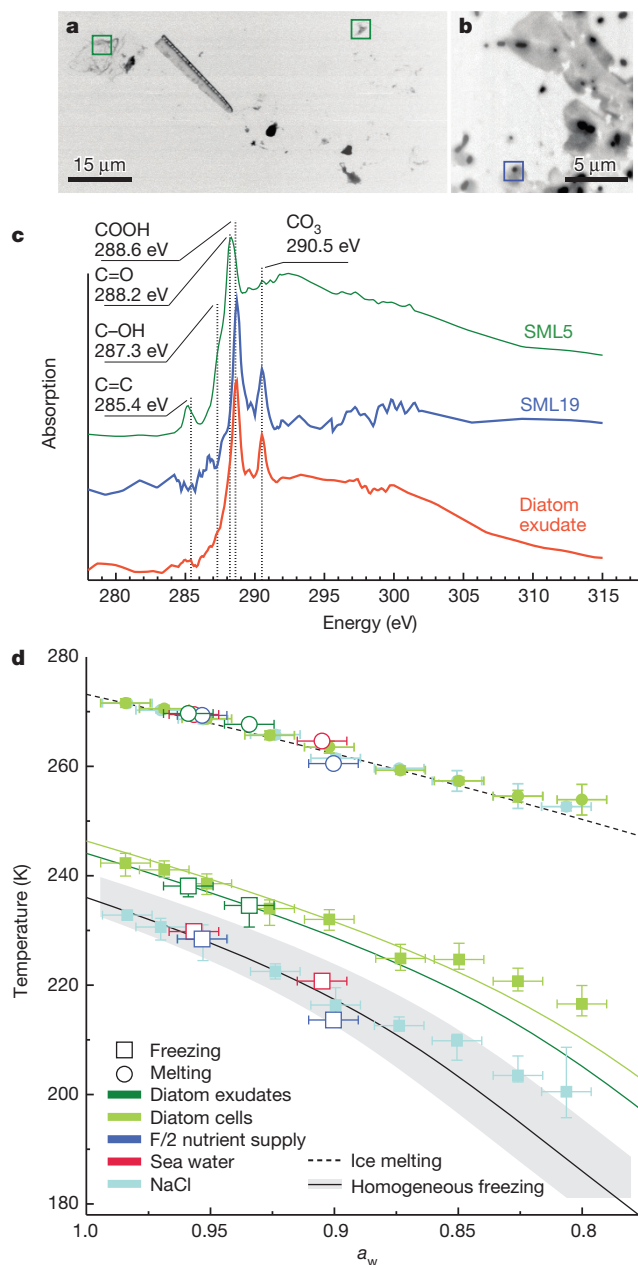 a
15 μm
b
5 μm
c
COOH
288.6 eV
C=O
288.2 eV
C–OH
287.3 eV
C=C
285.4 eV
CO₃
290.5 eV
SML5
SML19
Diatom
exudate
Absorption
280 285 290 295 300 305 310 315
Energy (eV)
d
280
260
240
220
200
180
Temperature (K)
Freezing
Melting
Diatom exudates
Diatom cells
F/2 nutrient supply
Sea water
NaCl
Ice melting
Homogeneous freezing
1.0 0.95 0.9 0.85 0.8
a_w